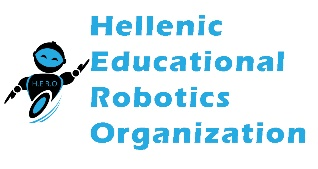 Hellenic
Educational
Robotics
Organization
H.E.R.O